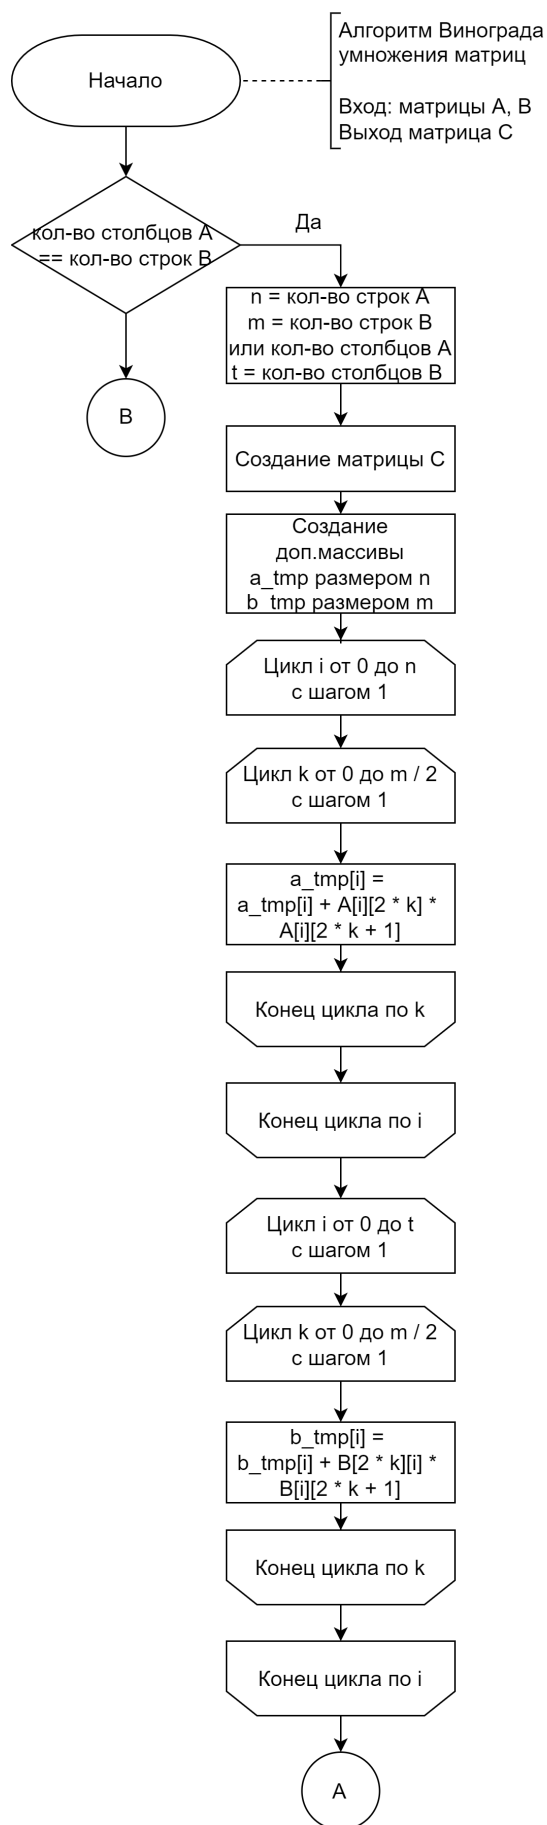 Начало
Алгоритм Винограда
умножения матриц
Вход: матрицы А, В
Выход матрица С
кол-во столбцов А
== кол-во строк В
Да
n = кол-во строк А
m = кол-во строк В
или кол-во столбцов А
t = кол-во столбцов В
В
Создание матрицы С
Создание
доп.массивы
a_tmp размером n
b_tmp размером m
Цикл i от 0 до n
с шагом 1
Цикл k от 0 до m / 2
с шагом 1
a_tmp[i] =
a_tmp[i] + A[i][2 * k] *
A[i][2 * k + 1]
Конец цикла по k
Конец цикла по i
Цикл i от 0 до t
с шагом 1
Цикл k от 0 до m / 2
с шагом 1
b_tmp[i] =
b_tmp[i] + B[2 * k][i] *
B[i][2 * k + 1]
Конец цикла по k
Конец цикла по i
А